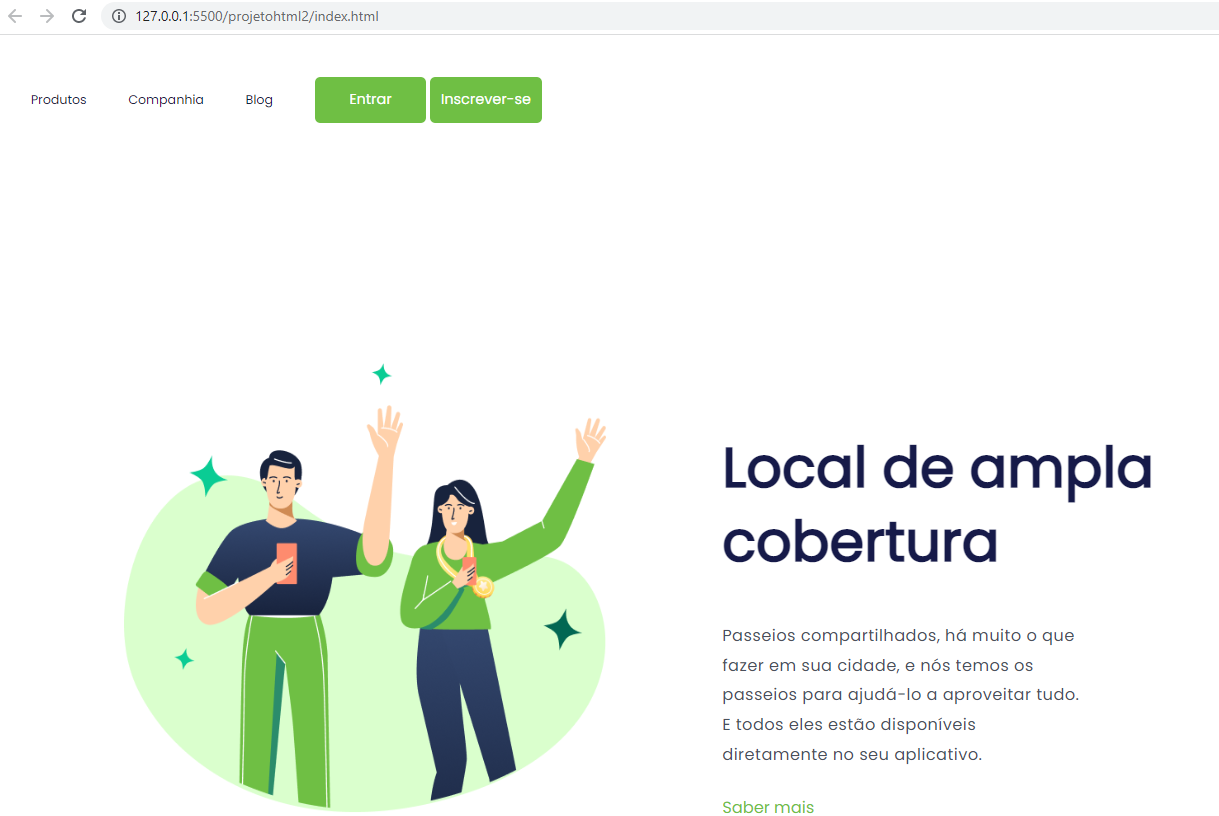 127.0.0.1:5500/projetohtml2/index.html
Produtos Companhia Blog Entrar Inscrever-se
Local de ampla
cobertura
Passeios compartilhados, há muito o que
fazer em sua cidade, e nós temos os
passeios para ajudá-lo a aproveitar tudo.
E todos eles estão disponíveis
diretamente no seu aplicativo.
Saber mais